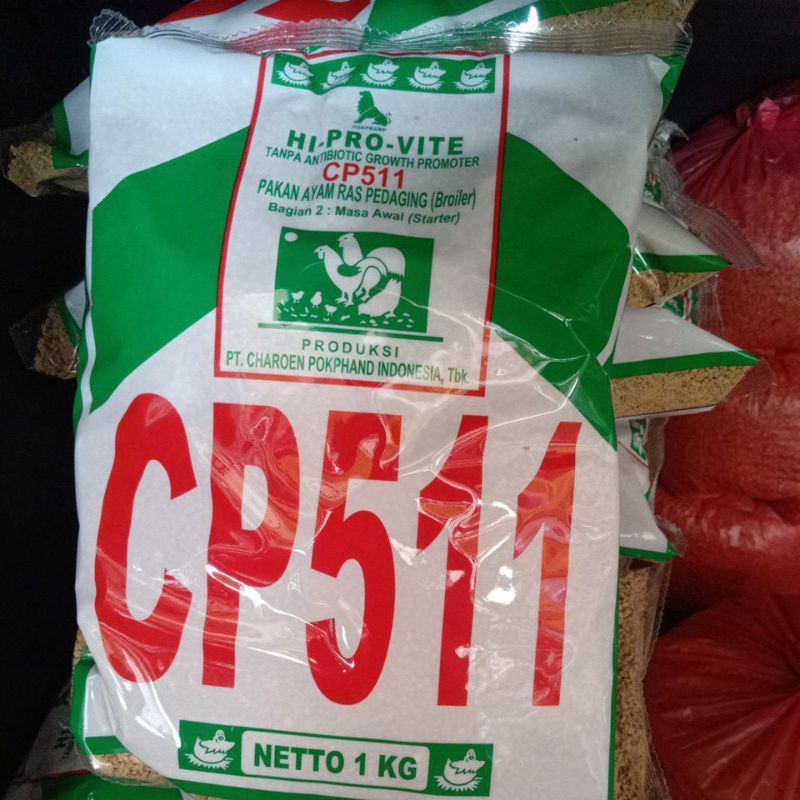 POKPHAND
HI-PRO-VITE
TANPA ANTIBIOTIC GROWTH PROMOTER
CP511
PAKAN AYAM RAS PEDAGING (Broiler)
Bagian 2 : Masa Awal (Starter)
PRODUKSI
PT. CHAROEN POKPHAND INDONESIA, Tbk.
CP511
NETTO 1 KG